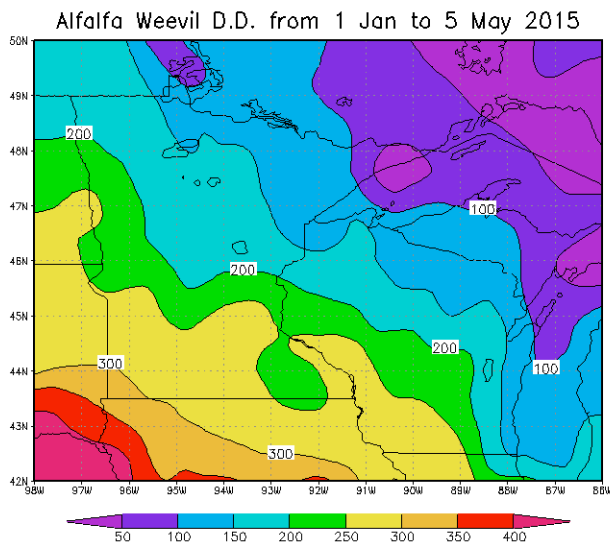 Alfalfa Weevil D.D. from 1 Jan to 5 May 2015
50N
49N
48N
47N
46N
45N
44N
43N
42N
200
100
200
200
300
100
300
98W 97W 96W 95W 94W 93W 92W 91W 90W 89W 88W 87W 86W
50 100 150 200 250 300 350 400